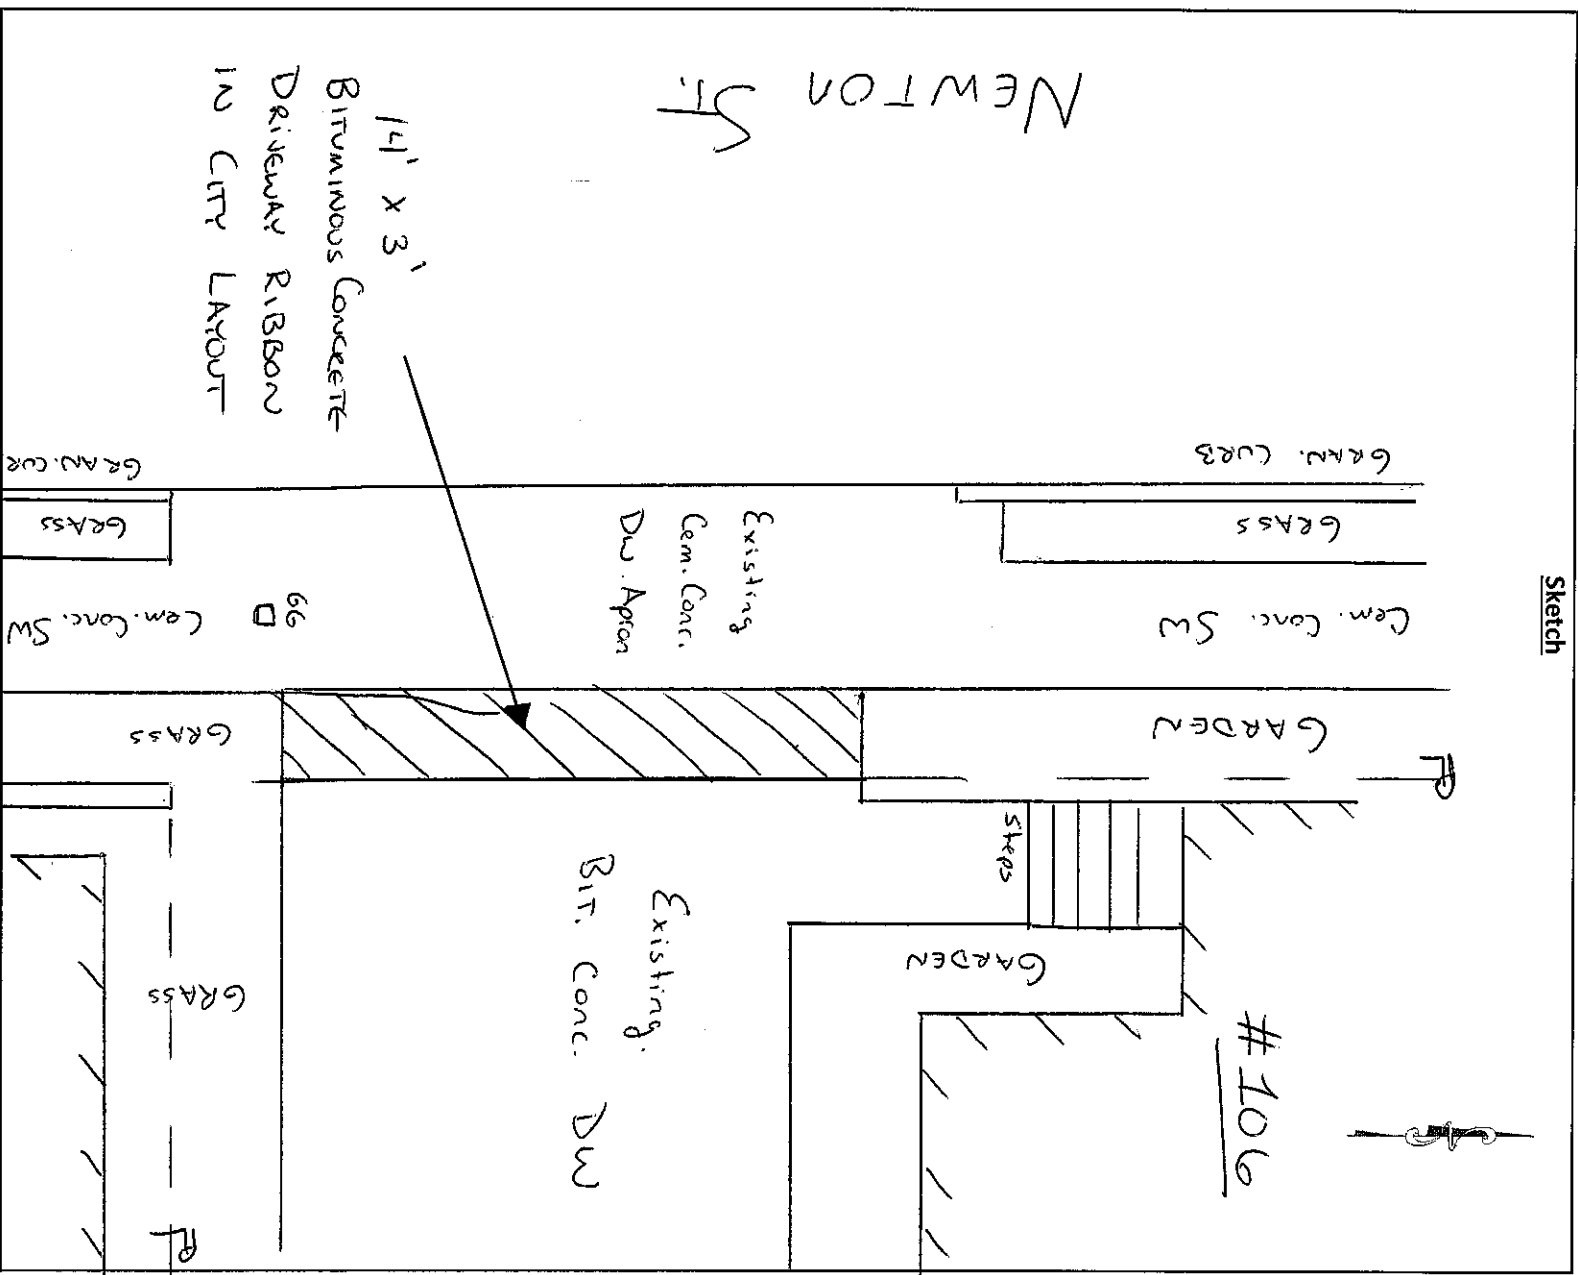 Sketch
NEWTON
ST.
14' x 3'
BITUMINOUS CONCRETE
DRIVEWAY RIBBON
IN CITY LAYOUT
GRAN. CURB
GRASS
Cem. Conc. SW
GARDEN
PL
GRAN. CUR
GRASS
Cem. Conc. SW
GG
GRASS
Existing
Cem. Conc.
DW. Apron
Steps
GARDEN
#106
Existing.
BIT. Conc. DW
GRASS
PL